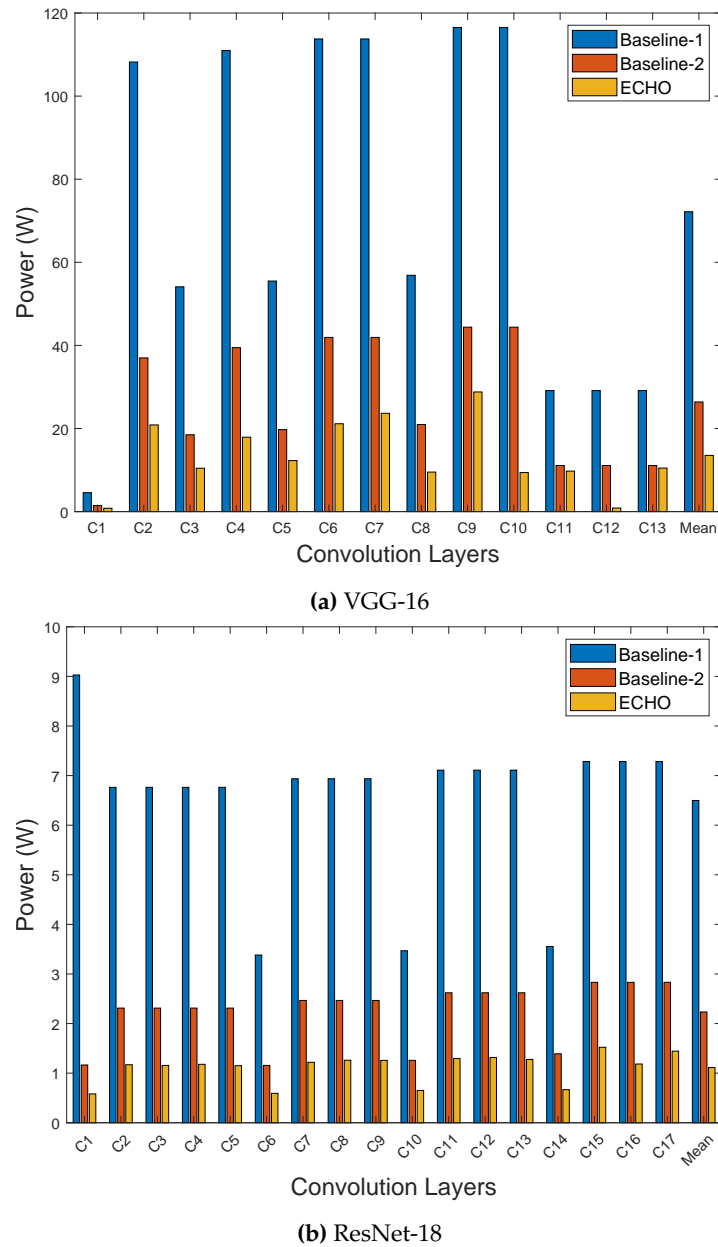 120
100
80
60
40
20
0
Power (W)
Baseline-1
Baseline-2
ECHO
C1 C2 C3 C4 C5 C6 C7 C8 C9 C10 C11 C12 C13 Mean
Convolution Layers
(a) VGG-16
10
9
8
7
6
5
4
3
2
1
0
Power (W)
Baseline-1
Baseline-2
ECHO
C1 C2 C3 C4 C5 C6 C7 C8 C9 C10 C11 C12 C13 C14 C15 C16 C17 Mean
Convolution Layers
(b) ResNet-18